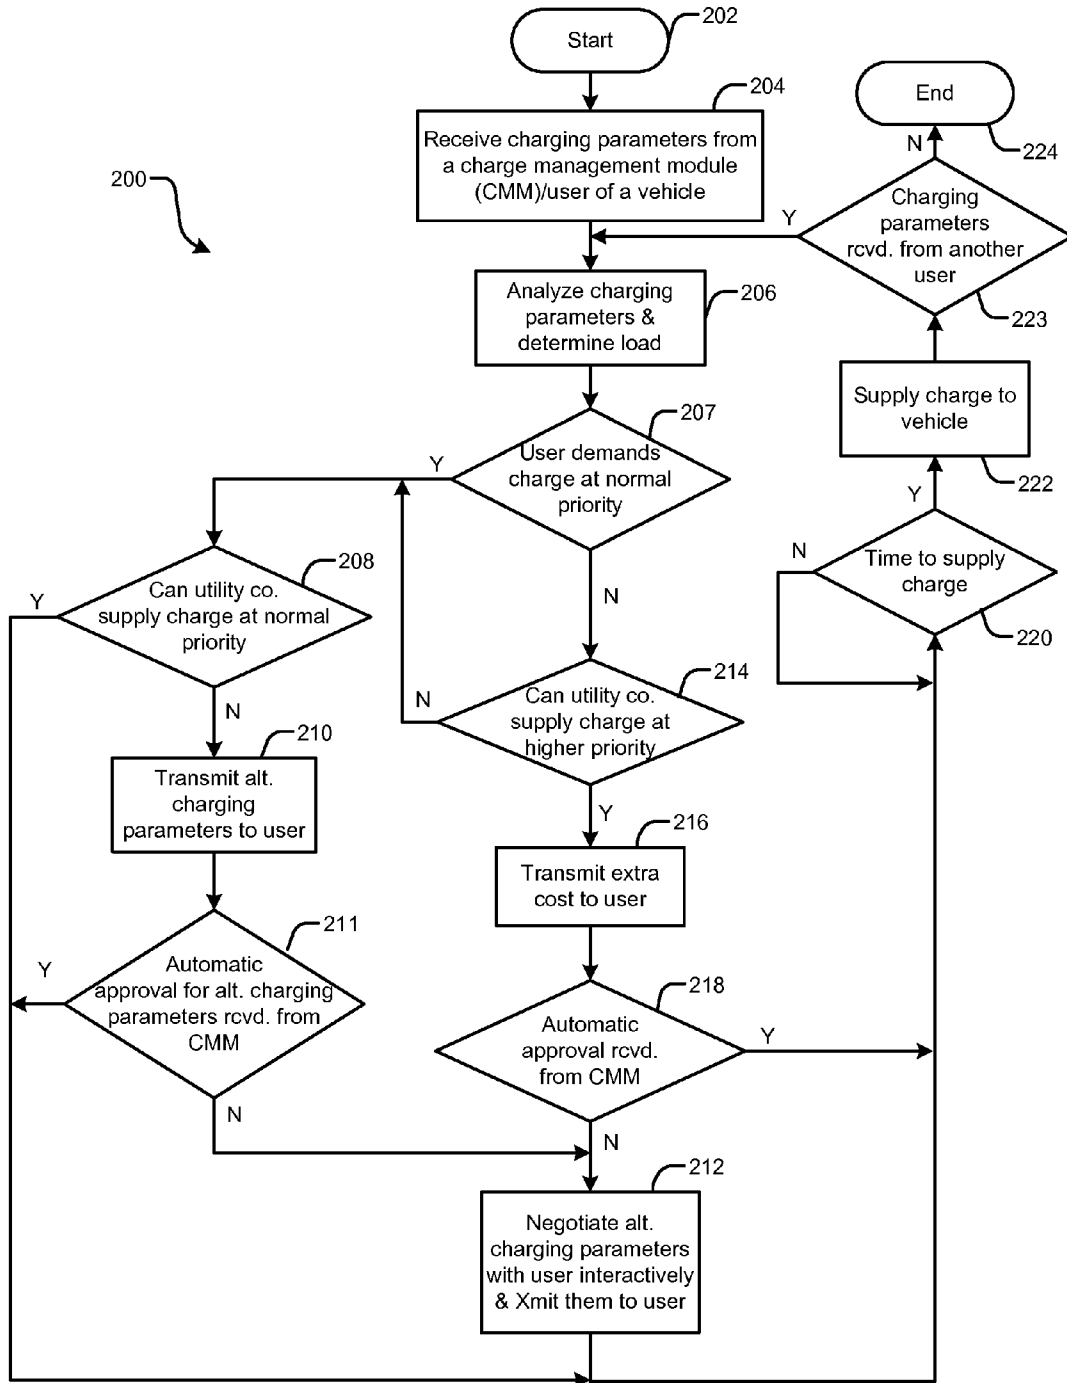 202
Start
204
Receive charging parameters from
a charge management module
(CMM)/user of a vehicle
End
224
N
200
Charging
parameters
rcvd. from another
user
Y
223
Analyze charging
parameters &
determine load
206
Supply charge to
vehicle
222
207
User demands
charge at normal
priority
Y
N
Y
Time to supply
charge
N
220
208
Can utility co.
supply charge at normal
priority
Y
N
214
Can utility co.
supply charge at
higher priority
N
Y
210
Transmit alt.
charging
parameters to user
216
Transmit extra
cost to user
211
Automatic
approval for alt. charging
parameters rcvd. from
CMM
Y
N
218
Automatic
approval rcvd.
from CMM
Y
N
212
Negotiate alt.
charging parameters
with user interactively
& Xmit them to user